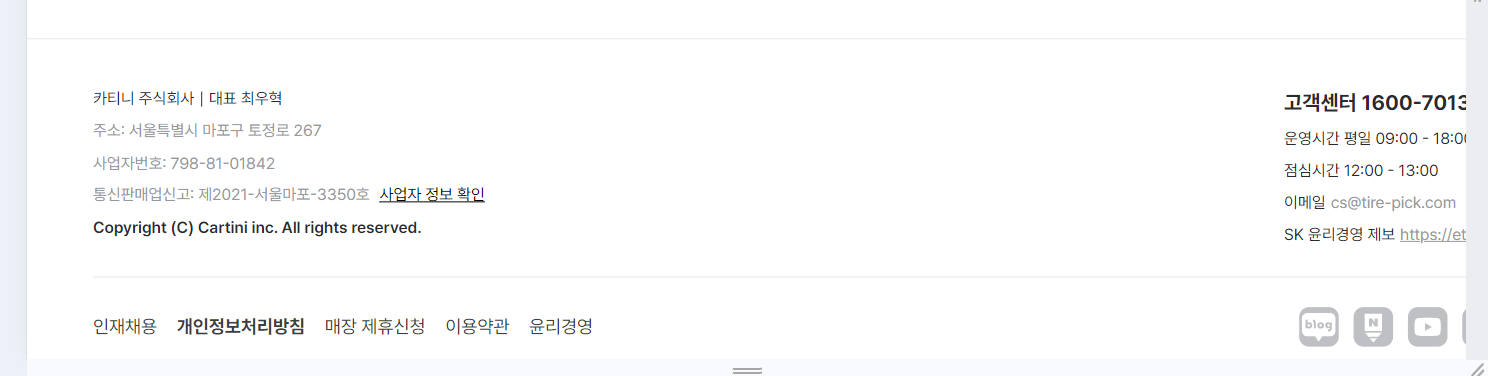 카티니 주식회사 | 대표 최우혁
주소: 서울특별시 마포구 토정로 267
사업자번호: 798-81-01842
통신판매업신고: 제2021-서울마포-3350호 사업자 정보 확인
Copyright (C) Cartini inc. All rights reserved.
고객센터 1600-7013
운영시간 평일 09:00 - 18:00
점심시간 12:00 - 13:00
이메일 cs@tire-pick.com
SK 윤리경영 제보 https://et
인재채용 개인정보처리방침 매장 제휴신청 이용약관 윤리경영
blog N